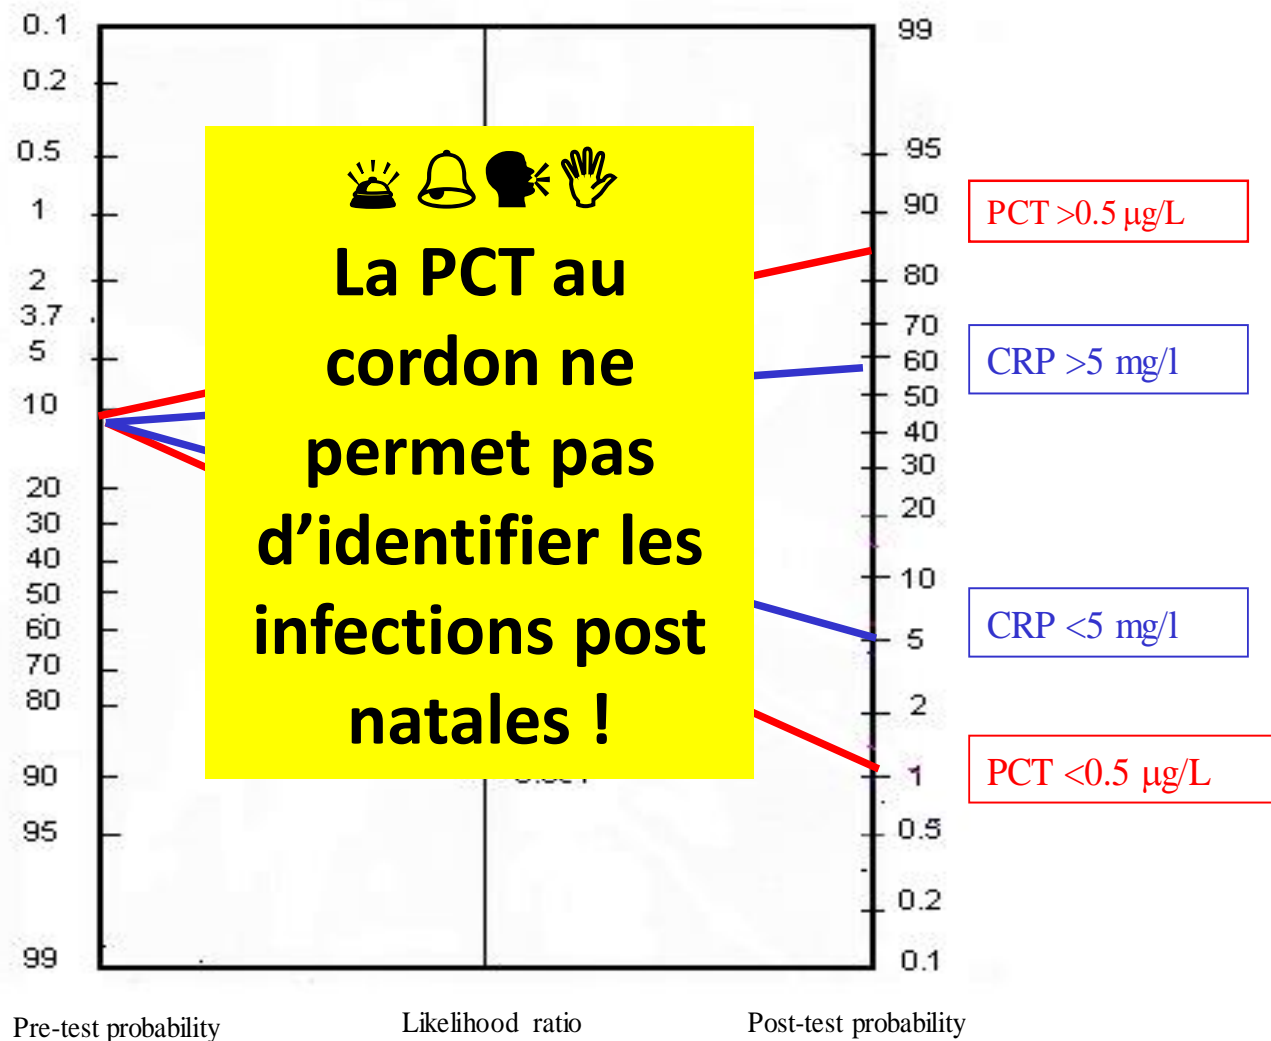 0.1
0.2
0.5
1
2
3.7
5
10
20
30
40
50
60
70
80
90
95
99
La PCT au
cordon ne
permet pas
d’identifier les
infections post
natales !
99
95
90
80
70
60
50
40
30
20
10
5
2
1
0.5
0.2
0.1
PCT >0.5 µg/L
CRP >5 mg/l
CRP <5 mg/l
PCT <0.5 µg/L
Pre-test probability
Likelihood ratio
Post-test probability